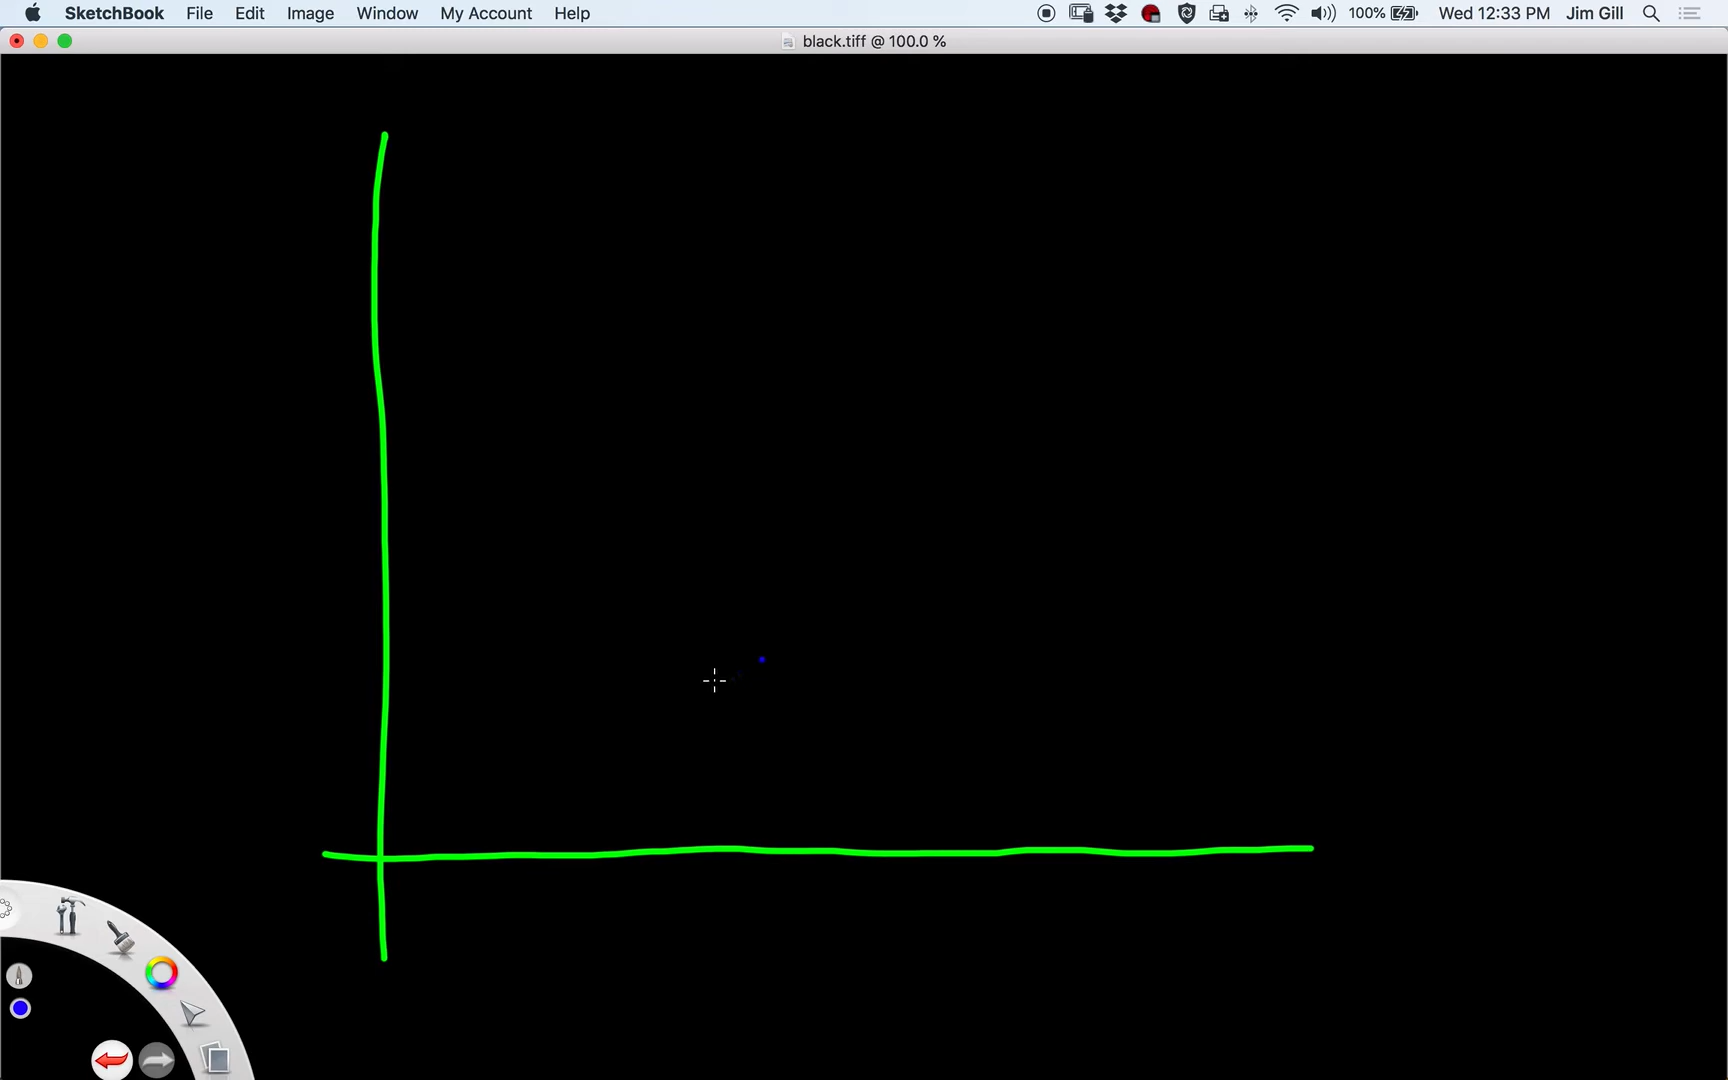 SketchBook File Edit Image Window My Account Help 100% Wed 12:33 PM Jim Gill
black.tiff @ 100.0 %